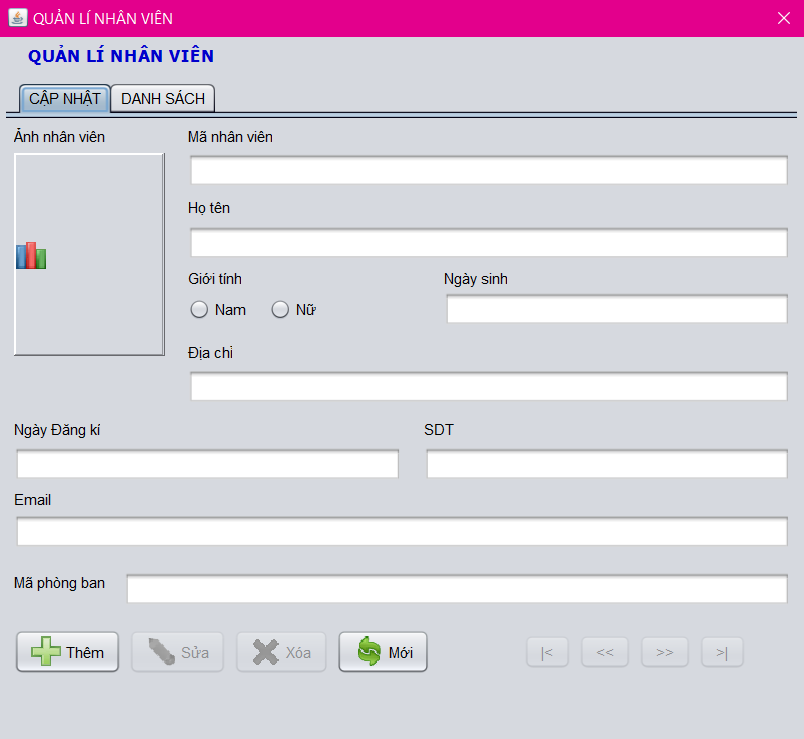 QUẢN LÍ NHÂN VIÊN
QUẢN LÍ NHÂN VIÊN
CẬP NHẬT DANH SÁCH
Ảnh nhân viên
Mã nhân viên
Họ tên
Giới tính
Ngày sinh
Nam Nữ
Địa chỉ
Ngày Đăng kí
SDT
Email
Mã phòng ban
Thêm Sửa Xóa Mới |< << >> >|